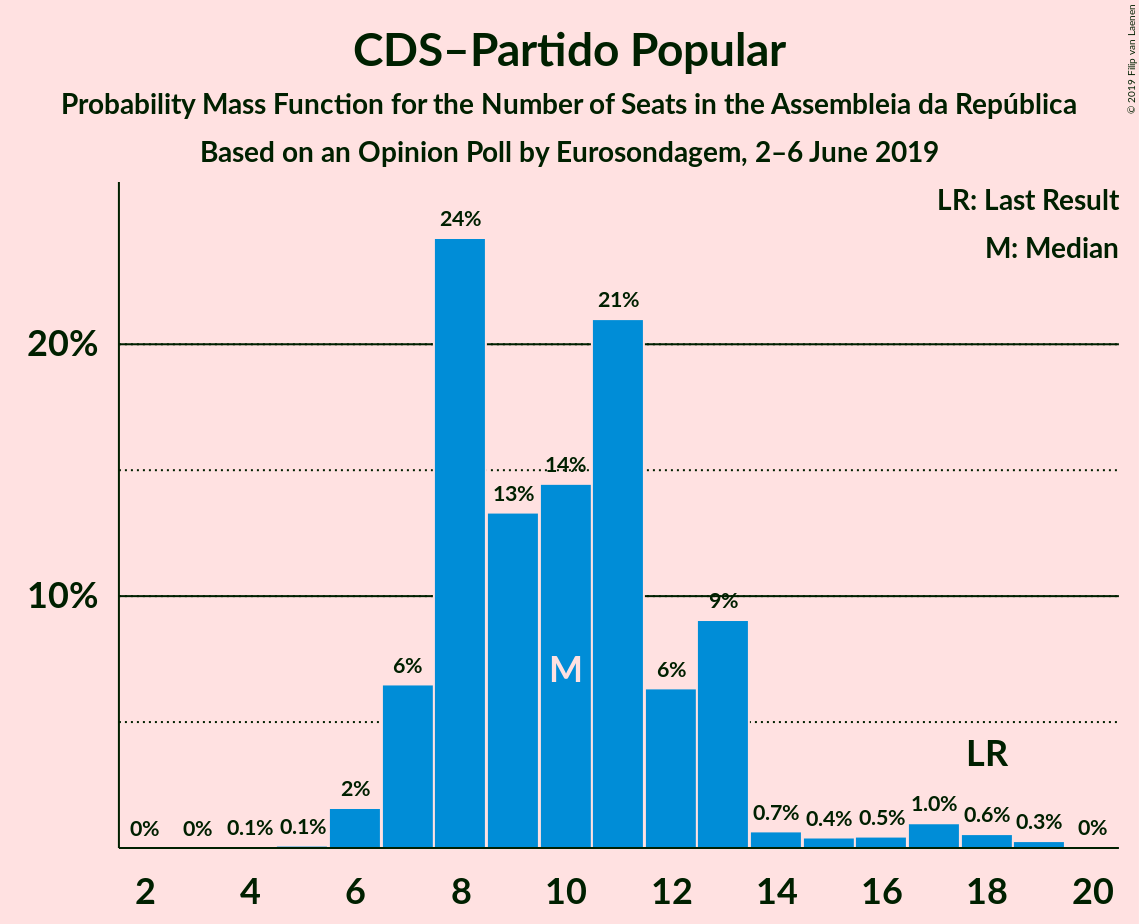 CDS–Partido Popular
Probability Mass Function for the Number of Seats in the Assembleia da República
Based on an Opinion Poll by Eurosondagem, 2–6 June 2019
© 2019 Filip van Laenen
LR: Last Result
M: Median
20%
10%
0%
0%
0.1%
0.1%
2%
6%
24%
13%
14%
21%
6%
9%
0.7%
0.4%
0.5%
1.0%
0.6%
0.3%
0%
M
LR
2 4 6 8 10 12 14 16 18 20